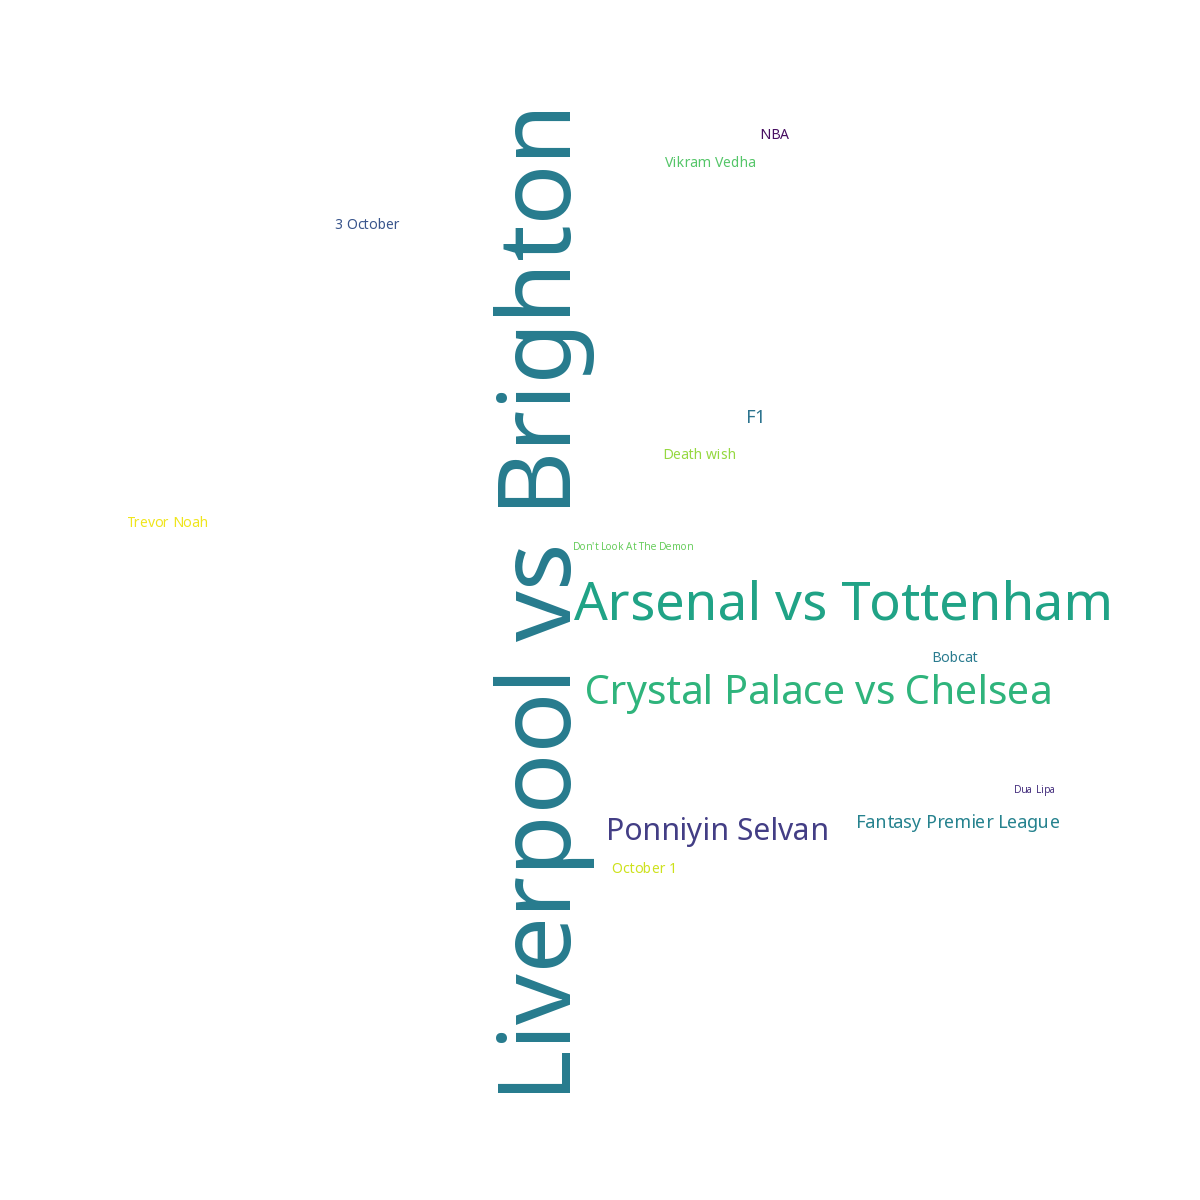 Liverpool vs Brighton
NBA
Vikram Vedha
3 October
F1
Death wish
Trevor Noah
Don't Look At The Demon
Arsenal vs Tottenham
Bobcat
Crystal Palace vs Chelsea
Dua Lipa
Ponniyin Selvan
Fantasy Premier League
October 1